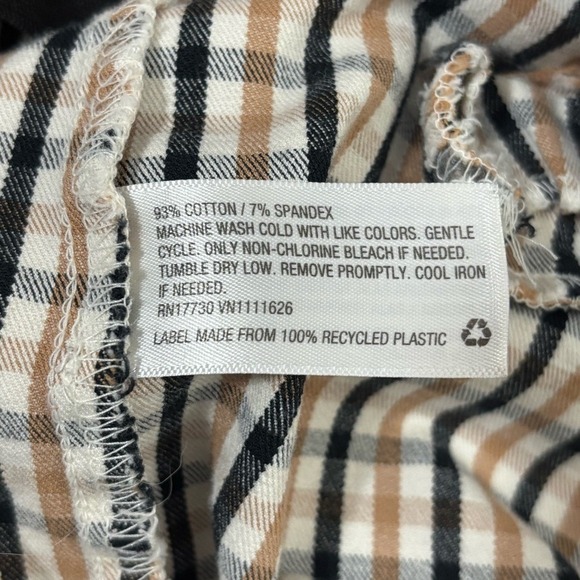 93% COTTON / 7% SPANDEX
MACHINE WASH COLD WITH LIKE COLORS. GENTLE
CYCLE. ONLY NON-CHLORINE BLEACH IF NEEDED.
TUMBLE DRY LOW. REMOVE PROMPTLY. COOL IRON
IF NEEDED.
RN17730 VN1111626
LABEL MADE FROM 100% RECYCLED PLASTIC